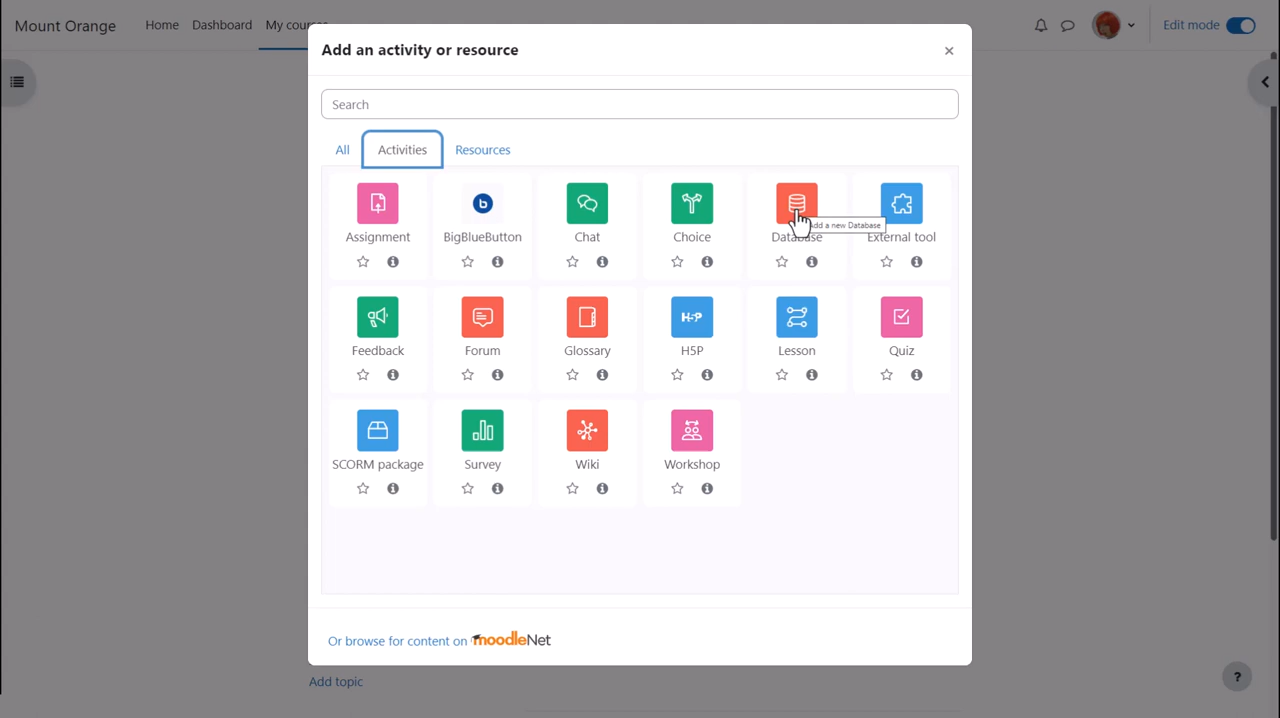 Mount Orange Home Dashboard My courses Edit mode
Add an activity or resource ×
Search
All Activities Resources
Assignment BigBlueButton Chat Choice Database External tool
Add a new Database
Feedback Forum Glossary H5P Lesson Quiz
SCORM package Survey Wiki Workshop
Or browse for content on moodleNet
Add topic
?